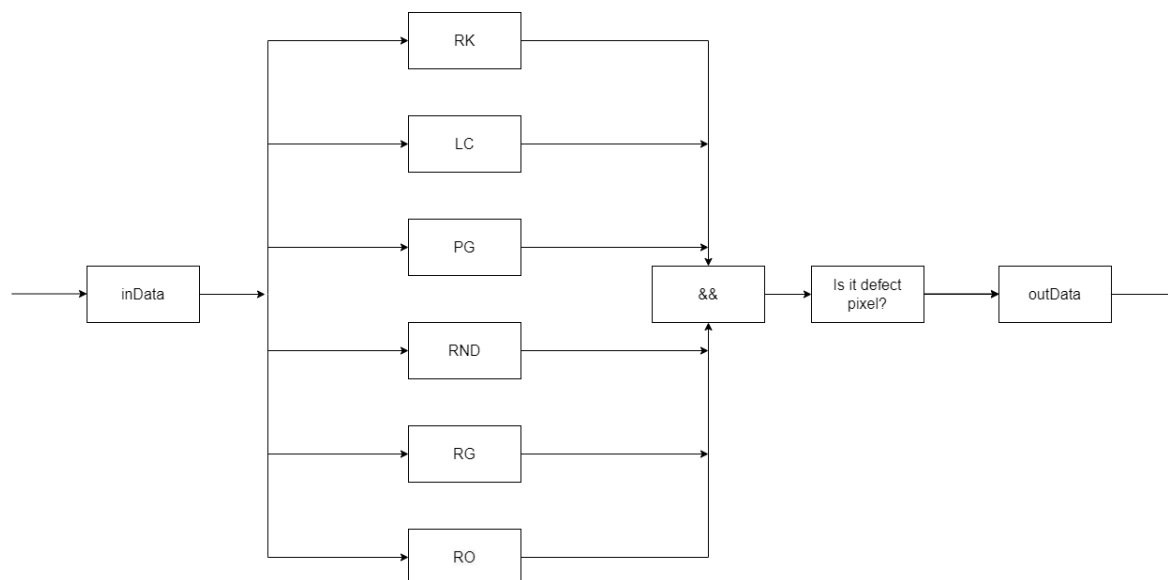 RK
LC
PG
inData
&&
Is it defect
pixel?
outData
RND
RG
RO